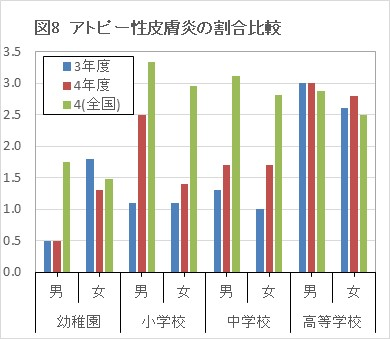 図8 アトピー性皮膚炎の割合比較
3.5
3.0
2.5
2.0
1.5
1.0
0.5
0.0
3年度
4年度
4(全国)
男 女 男 女 男 女 男 女
幼稚園 小学校 中学校 高等学校